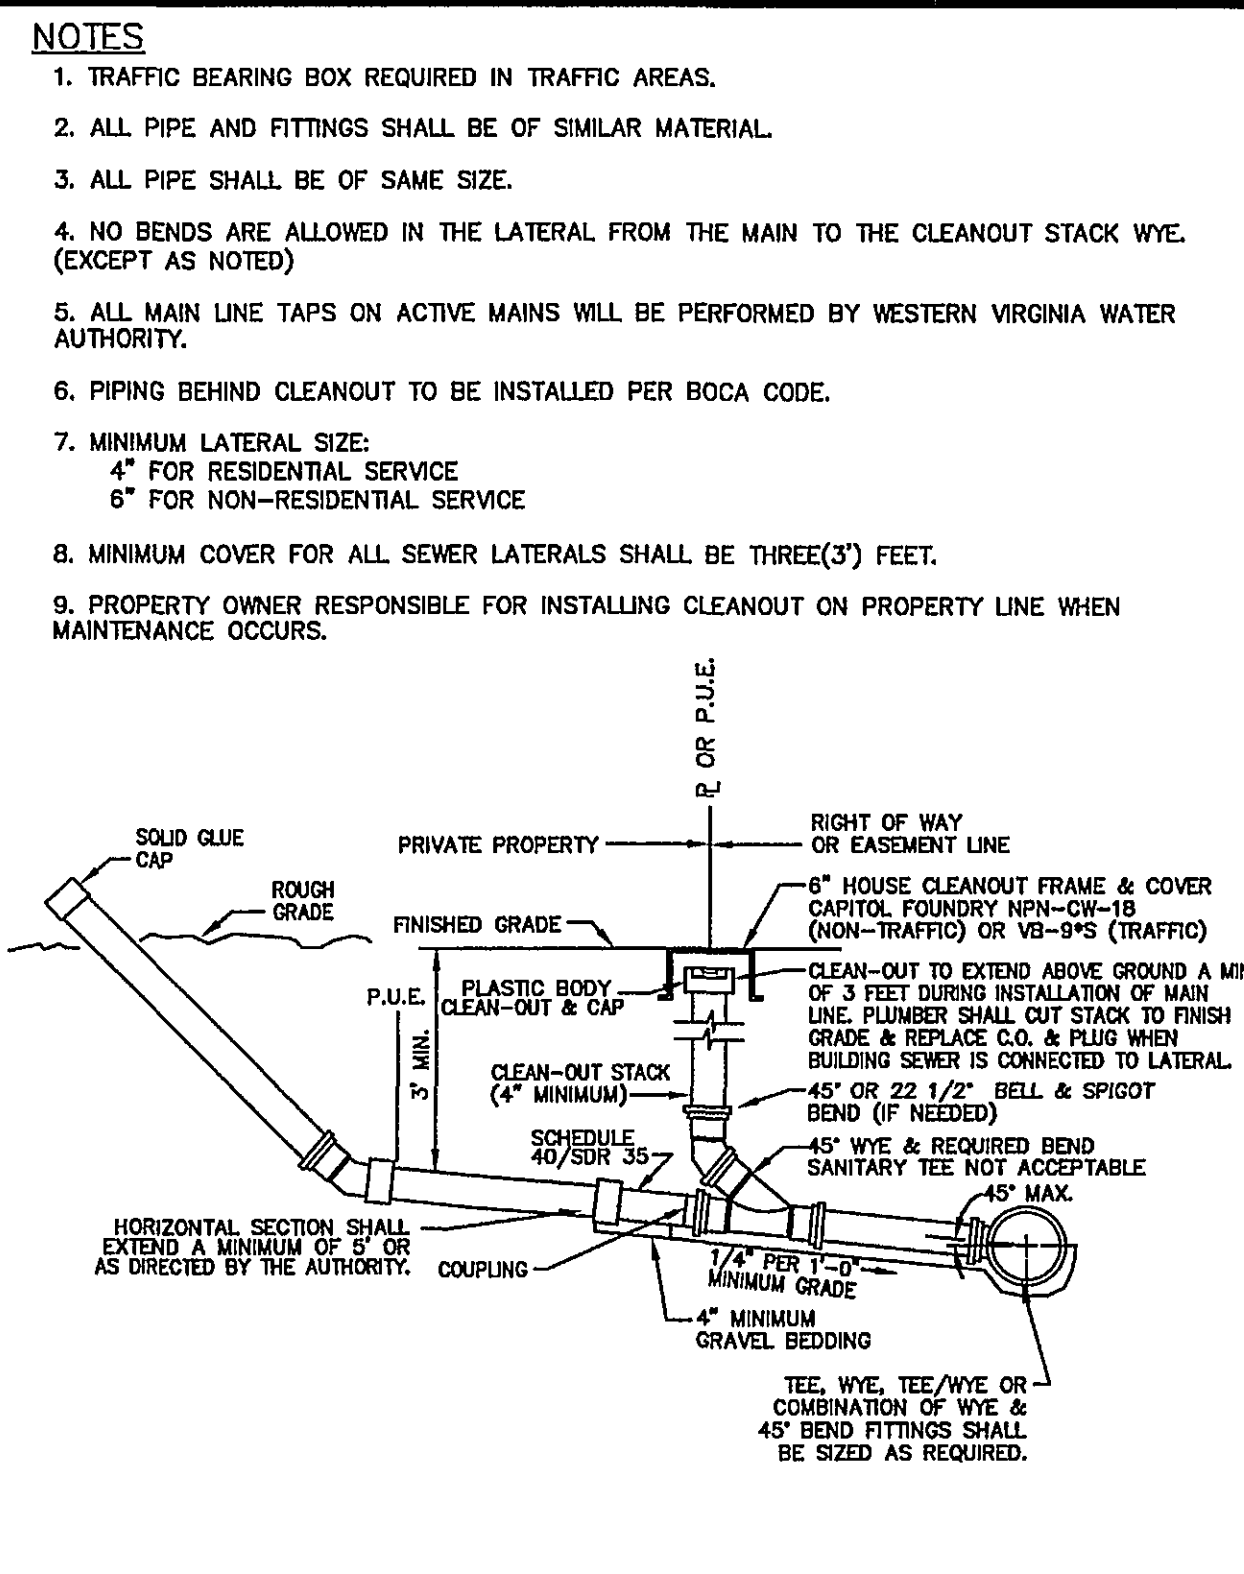 NOTES
1. TRAFFIC BEARING BOX REQUIRED IN TRAFFIC AREAS.
2. ALL PIPE AND FITTINGS SHALL BE OF SIMILAR MATERIAL.
3. ALL PIPE SHALL BE OF SAME SIZE.
4. NO BENDS ARE ALLOWED IN THE LATERAL FROM THE MAIN TO THE CLEANOUT STACK WYE.
(EXCEPT AS NOTED)
5. ALL MAIN LINE TAPS ON ACTIVE MAINS WILL BE PERFORMED BY WESTERN VIRGINIA WATER
AUTHORITY.
6. PIPING BEHIND CLEANOUT TO BE INSTALLED PER BOCA CODE.
7. MINIMUM LATERAL SIZE:
4" FOR RESIDENTIAL SERVICE
6" FOR NON-RESIDENTIAL SERVICE
8. MINIMUM COVER FOR ALL SEWER LATERALS SHALL BE THREE(3') FEET.
9. PROPERTY OWNER RESPONSIBLE FOR INSTALLING CLEANOUT ON PROPERTY LINE WHEN
MAINTENANCE OCCURS.
PL OR P.U.E.
SOLID GLUE
CAP
ROUGH
GRADE
PRIVATE PROPERTY
RIGHT OF WAY
OR EASEMENT LINE
FINISHED GRADE
6" HOUSE CLEANOUT FRAME & COVER
CAPITOL FOUNDRY NPN-CW-18
(NON-TRAFFIC) OR VB-9*S (TRAFFIC)
P.U.E.
3' MIN.
PLASTIC BODY
CLEAN-OUT & CAP
CLEAN-OUT TO EXTEND ABOVE GROUND A MIN
OF 3 FEET DURING INSTALLATION OF MAIN
LINE. PLUMBER SHALL CUT STACK TO FINISH
GRADE & REPLACE C.O. & PLUG WHEN
BUILDING SEWER IS CONNECTED TO LATERAL.
CLEAN-OUT STACK
(4" MINIMUM)
45° OR 22 1/2° BELL & SPIGOT
BEND (IF NEEDED)
SCHEDULE
40/SDR 35
45° WYE & REQUIRED BEND
SANITARY TEE NOT ACCEPTABLE
45° MAX.
HORIZONTAL SECTION SHALL
EXTEND A MINIMUM OF 5' OR
AS DIRECTED BY THE AUTHORITY.
COUPLING
1/4" PER 1'-0"
MINIMUM GRADE
4" MINIMUM
GRAVEL BEDDING
TEE, WYE, TEE/WYE OR
COMBINATION OF WYE &
45° BEND FITTINGS SHALL
BE SIZED AS REQUIRED.